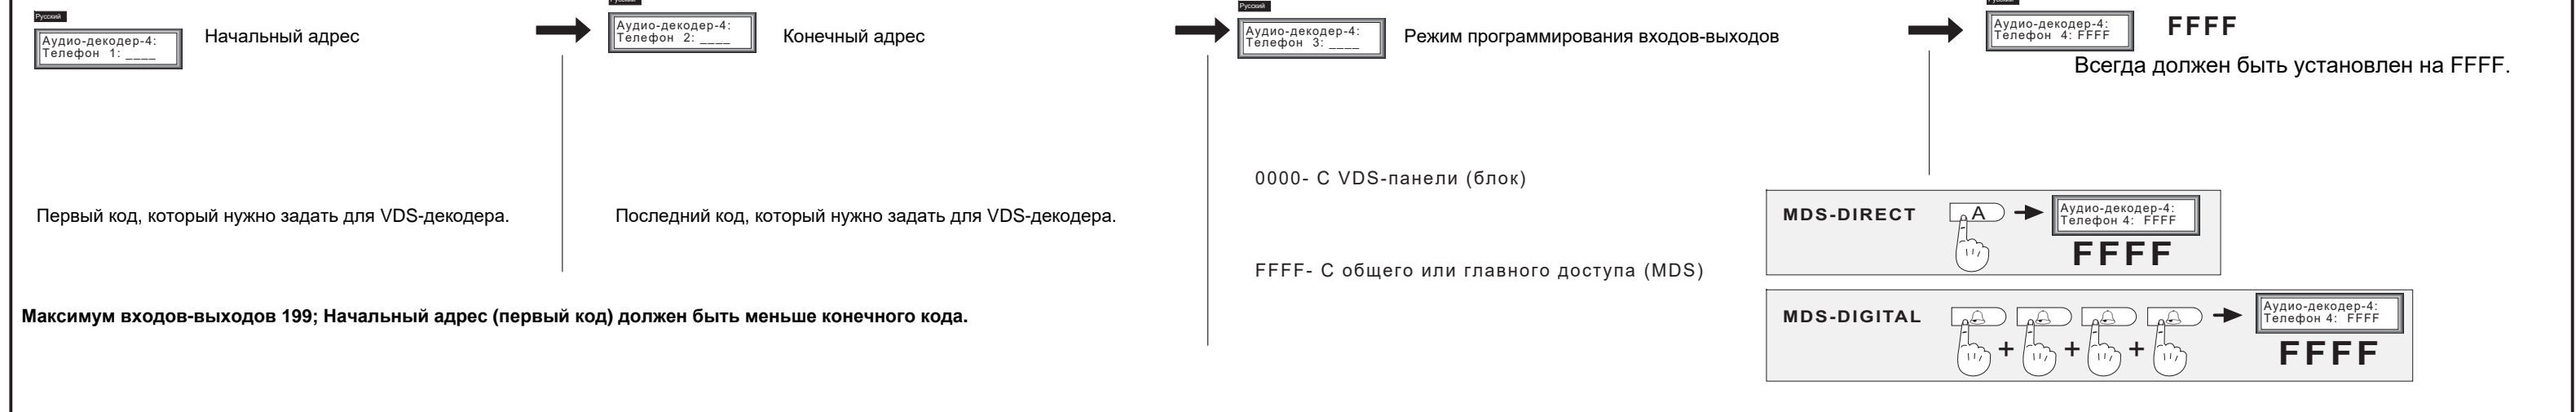 Русский
Аудио-декодер-4:
Телефон 1: ____
Начальный адрес
Русский
Аудио-декодер-4:
Телефон 2: ____
Конечный адрес
Русский
Аудио-декодер-4:
Телефон 3: ____
Режим программирования входов-выходов
Русский
Аудио-декодер-4:
Телефон 4: FFFF
FFFF
Всегда должен быть установлен на FFFF.
Первый код, который нужно задать для VDS-декодера.
Последний код, который нужно задать для VDS-декодера.
0000- С VDS-панели (блок)
FFFF- С общего или главного доступа (MDS)
MDS-DIRECT
A
Аудио-декодер-4:
Телефон 4: FFFF
FFFF
MDS-DIGITAL
+ + +
Аудио-декодер-4:
Телефон 4: FFFF
FFFF
Максимум входов-выходов 199; Начальный адрес (первый код) должен быть меньше конечного кода.